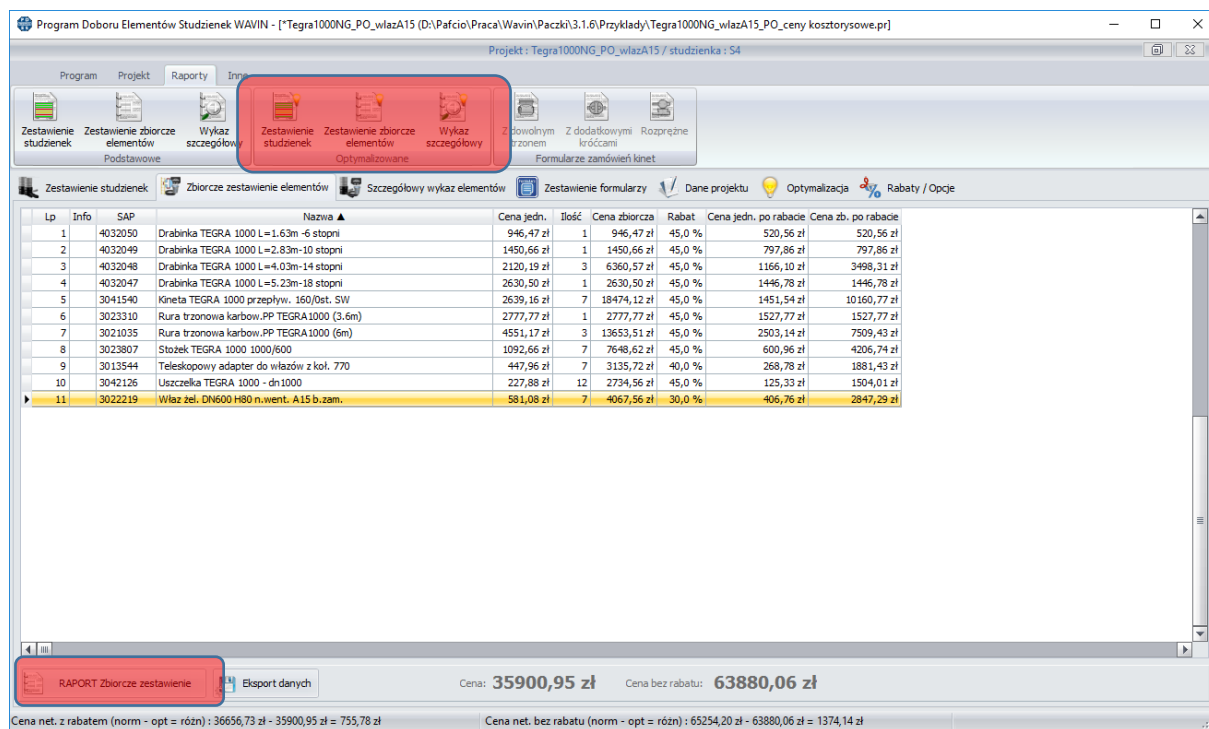 Program Doboru Elementów Studzienek WAVIN - [*Tegra1000NG_PO_wlazA15 (D:\Pafcio\Praca\Wavin\Paczki\3.1.6\Przyklady\Tegra1000NG_wlazA15_PO_ceny kosztorysowe.pr]
Projekt : Tegra1000NG_PO_wlazA15 / studzienka : S4
Program Projekt Raporty Inne
Zestawienie studzienek Zestawienie zbiorcze elementów Wykaz szczegółowy Zestawienie studzienek Zestawienie zbiorcze elementów Wykaz szczegółowy Z dowolnym trzonem Z dodatkowymi króćcami Rozprężne
Podstawowe Optymalizowane Formularze zamówień kinet
Zestawienie studzienek Zbiorcze zestawienie elementów Szczegółowy wykaz elementów Zestawienie formularzy Dane projektu Optymalizacja Rabaty / Opcje
Lp Info SAP Nazwa ▲ Cena jedn. Ilość Cena zbiorcza Rabat Cena jedn. po rabacie Cena zb. po rabacie
1 4032050 Drabinka TEGRA 1000 L=1.63m -6 stopni 946,47 zł 1 946,47 zł 45,0 % 520,56 zł 520,56 zł
2 4032049 Drabinka TEGRA 1000 L=2.83m-10 stopni 1450,66 zł 1 1450,66 zł 45,0 % 797,86 zł 797,86 zł
3 4032048 Drabinka TEGRA 1000 L=4.03m-14 stopni 2120,19 zł 3 6360,57 zł 45,0 % 1166,10 zł 3498,31 zł
4 4032047 Drabinka TEGRA 1000 L=5.23m-18 stopni 2630,50 zł 1 2630,50 zł 45,0 % 1446,78 zł 1446,78 zł
5 3041540 Kineta TEGRA 1000 przepływ. 160/0st. SW 2639,16 zł 7 18474,12 zł 45,0 % 1451,54 zł 10160,77 zł
6 3023310 Rura trzonowa karbow.PP TEGRA1000 (3.6m) 2777,77 zł 1 2777,77 zł 45,0 % 1527,77 zł 1527,77 zł
7 3021035 Rura trzonowa karbow.PP TEGRA1000 (6m) 4551,17 zł 3 13653,51 zł 45,0 % 2503,14 zł 7509,43 zł
8 3023807 Stożek TEGRA 1000 1000/600 1092,66 zł 7 7648,62 zł 45,0 % 600,96 zł 4206,74 zł
9 3013544 Teleskopowy adapter do włazów z koł. 770 447,96 zł 7 3135,72 zł 40,0 % 268,78 zł 1881,43 zł
10 3042126 Uszczelka TEGRA 1000 - dn1000 227,88 zł 12 2734,56 zł 45,0 % 125,33 zł 1504,01 zł
11 3022219 Właz żel. DN600 H80 n.went. A15 b.zam. 581,08 zł 7 4067,56 zł 30,0 % 406,76 zł 2847,29 zł
RAPORT Zbiorcze zestawienie Eksport danych Cena: 35900,95 zł Cena bez rabatu: 63880,06 zł
Cena net. z rabatem (norm - opt = różn) : 36656,73 zł - 35900,95 zł = 755,78 zł Cena net. bez rabatu (norm - opt = różn) : 65254,20 zł - 63880,06 zł = 1374,14 zł